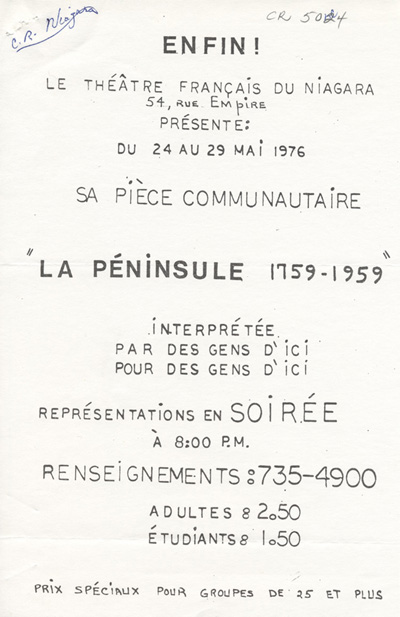 C.R. Niagara
CR 5024
ENFIN!
LE THÉÂTRE FRANÇAIS DU NIAGARA
54, RUE EMPIRE
PRÉSENTE:
DU 24 AU 29 MAI 1976
SA PIÈCE COMMUNAUTAIRE
"LA PÉNINSULE 1759-1959"
INTERPRÉTÉE
PAR DES GENS D'ICI
POUR DES GENS D'ICI
REPRÉSENTATIONS EN SOIRÉE
À 8:00 P.M.
RENSEIGNEMENTS: 735-4900
ADULTES: 2.50
ÉTUDIANTS: 1.50
PRIX SPÉCIAUX POUR GROUPES DE 25 ET PLUS